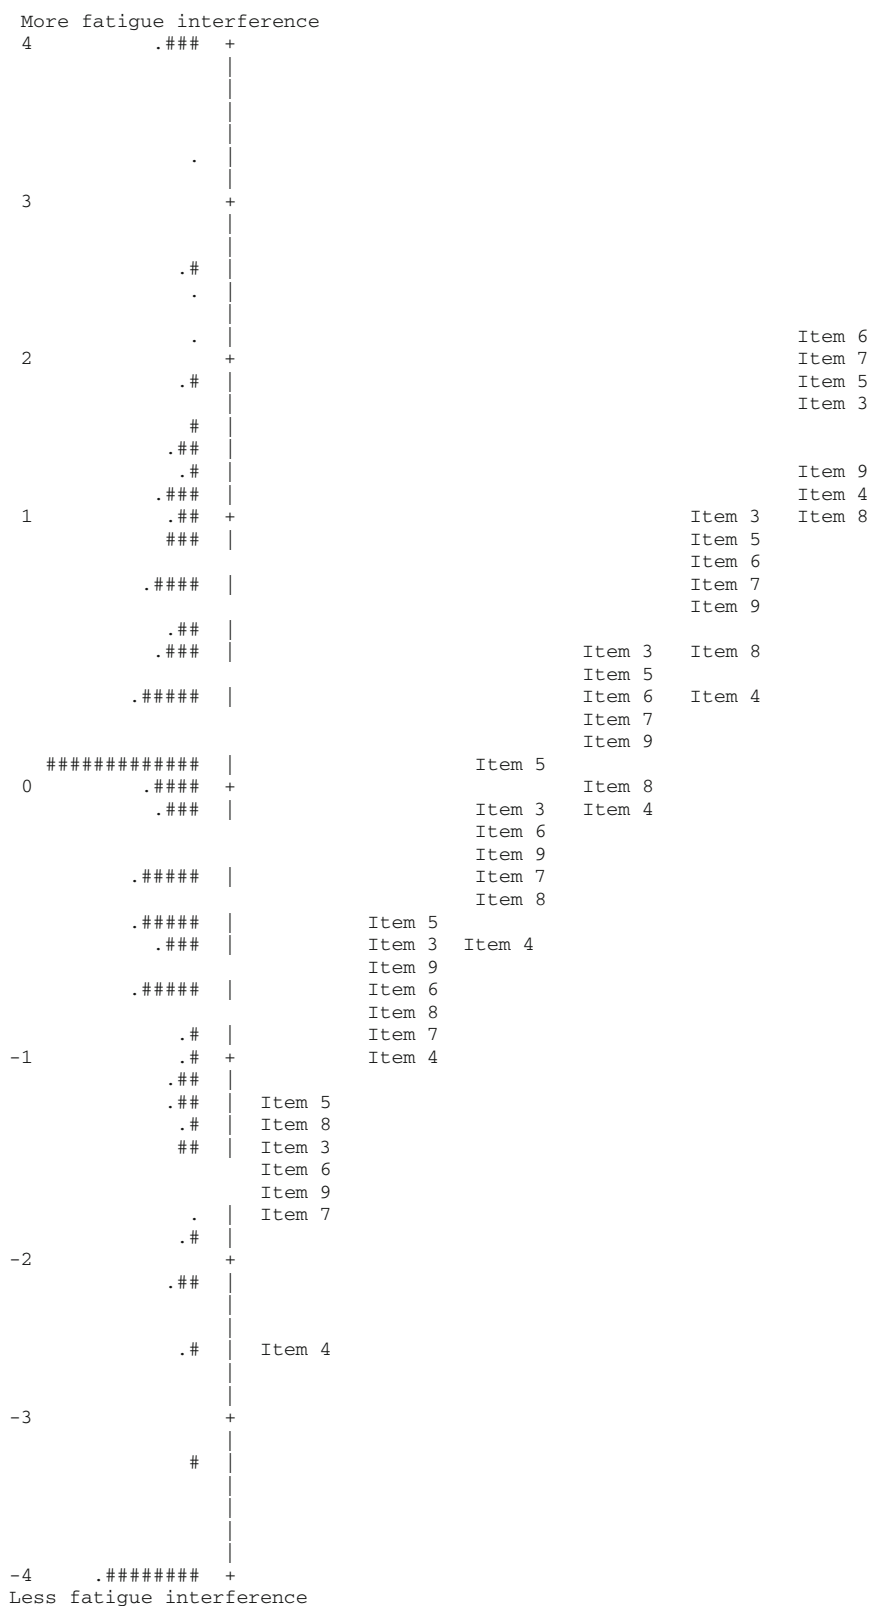 More fatigue interference
4 .### +
|
|
|
|
. |
|
3 +
|
|
.# |
. |
|
. | Item 6
2 + Item 7
.# | Item 5
| Item 3
# |
.## |
.# | Item 9
.### | Item 4
1 .## + Item 3 Item 8
### | Item 5
Item 6
.#### | Item 7
Item 9
.## |
.### | Item 3 Item 8
Item 5
.##### | Item 6 Item 4
Item 7
Item 9
############# | Item 5
0 .#### + Item 8
.### | Item 3 Item 4
Item 6
Item 9
.##### | Item 7
Item 8
.##### | Item 5
.### | Item 3 Item 4
Item 9
.##### | Item 6
Item 8
.# | Item 7
-1 .# + Item 4
.## |
.## | Item 5
.# | Item 8
## | Item 3
Item 6
Item 9
. | Item 7
.# |
-2 +
.## |
|
|
.# | Item 4
|
|
-3 +
|
# |
|
|
|
|
-4 .######## +
Less fatigue interference